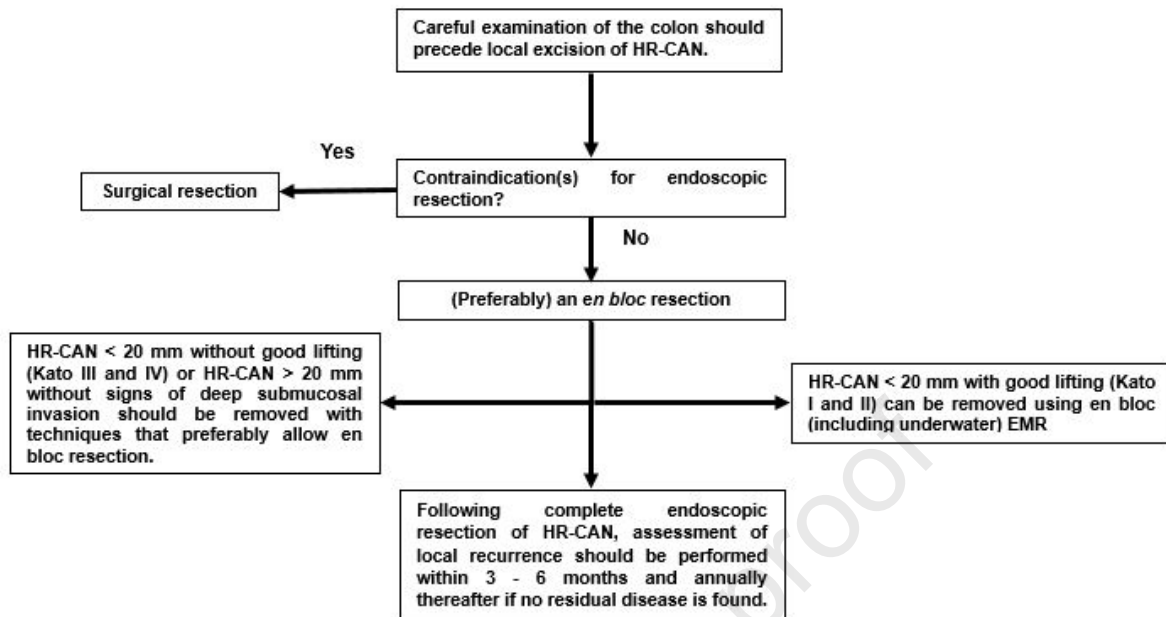 Careful examination of the colon should
precede local excision of HR-CAN.
Yes
Surgical resection
Contraindication(s) for endoscopic
resection?
No
(Preferably) an en bloc resection
HR-CAN < 20 mm without good lifting
(Kato III and IV) or HR-CAN > 20 mm
without signs of deep submucosal
invasion should be removed with
techniques that preferably allow en
bloc resection.
HR-CAN < 20 mm with good lifting (Kato
I and II) can be removed using en bloc
(including underwater) EMR
Following complete endoscopic
resection of HR-CAN, assessment of
local recurrence should be performed
within 3 - 6 months and annually
thereafter if no residual disease is found.
proof